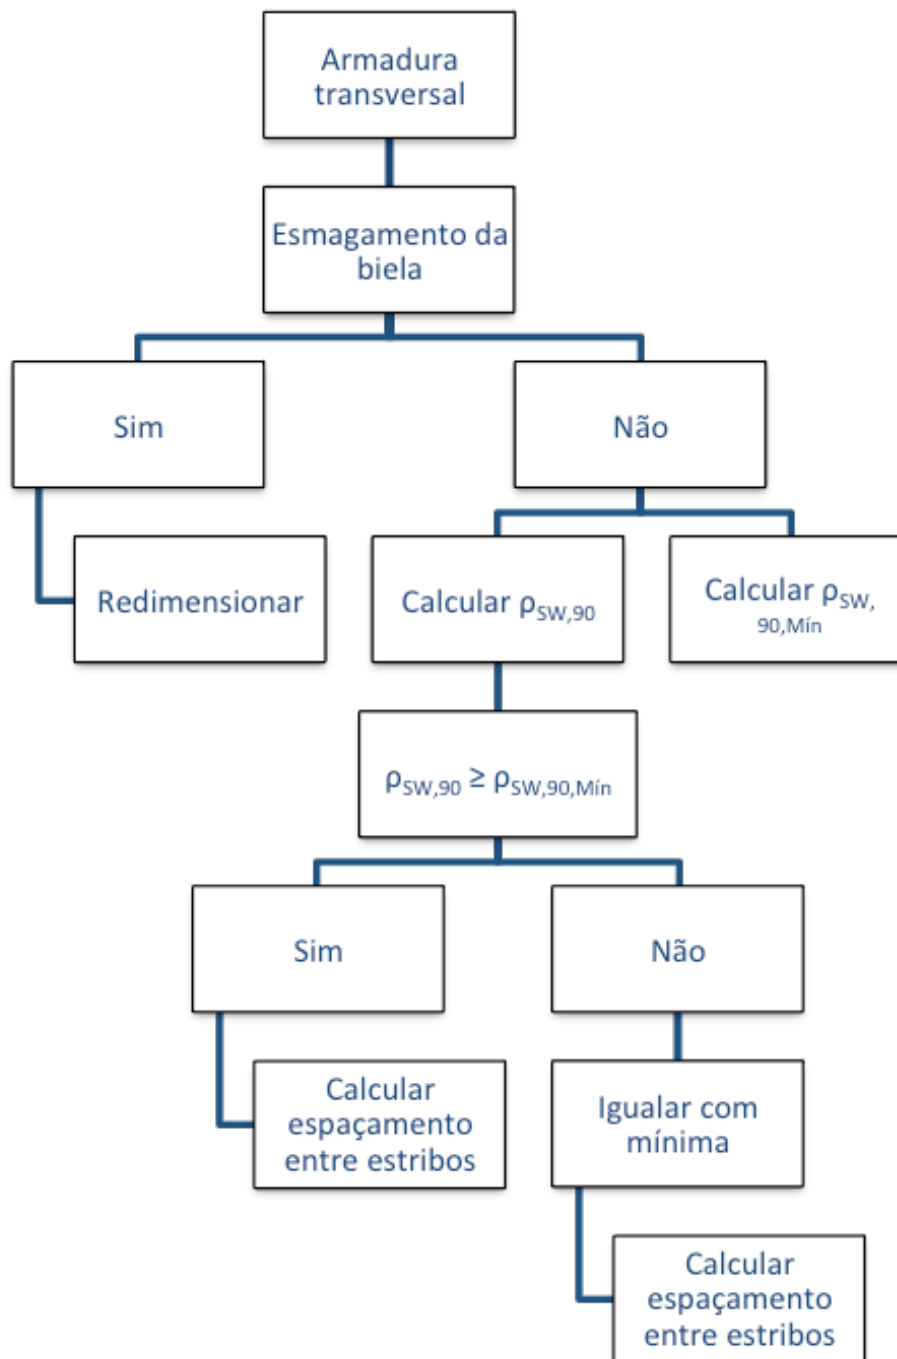 Armadura
transversal
Esmagamento da
biela
Sim
Não
Redimensionar
Calcular ρSW,90
Calcular ρSW,
90,Mín
ρSW,90 ≥ ρSW,90,Mín
Sim
Não
Calcular
espaçamento
entre estribos
Igualar com
mínima
Calcular
espaçamento
entre estribos